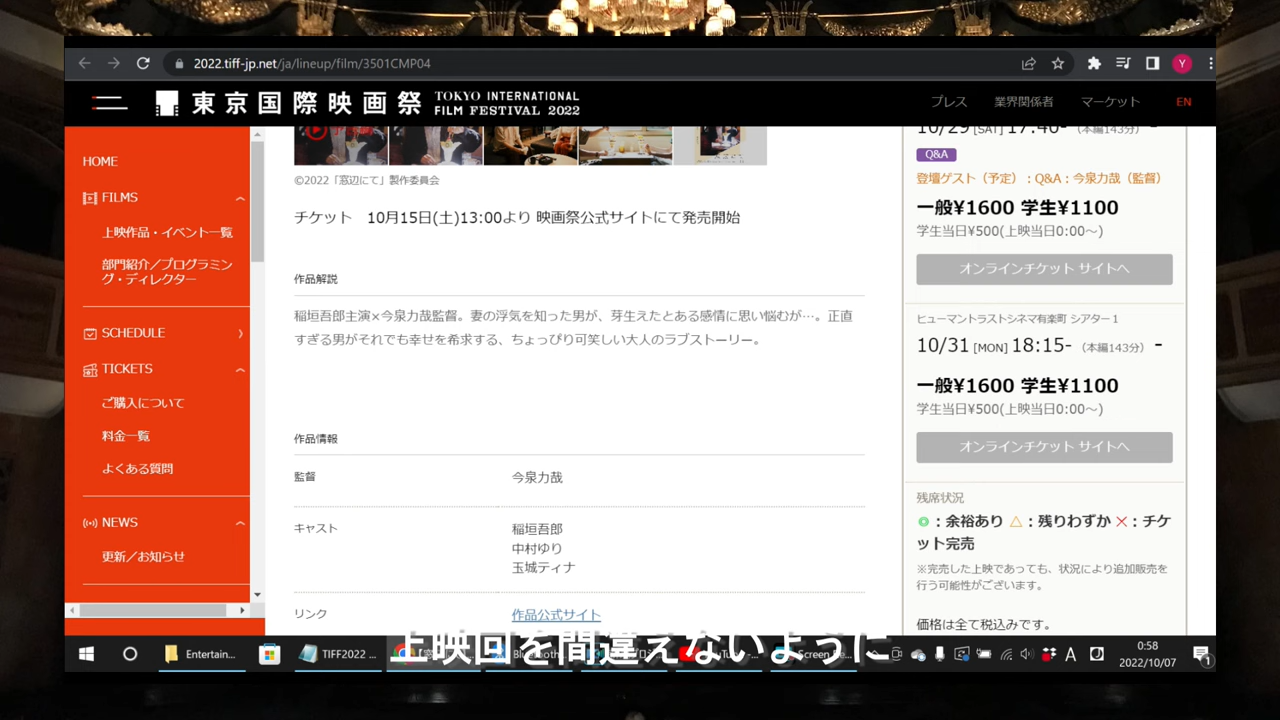 2022.tiff-jp.net/ja/lineup/film/3501CMP04
Y
東京国際映画祭
TOKYO INTERNATIONAL
FILM FESTIVAL 2022
プレス 業界関係者 マーケット EN
HOME
FILMS
上映作品・イベント一覧
部門紹介／プログラミン
グ・ディレクター
SCHEDULE
TICKETS
ご購入について
料金一覧
よくある質問
NEWS
更新／お知らせ
©2022「窓辺にて」製作委員会
チケット 10月15日(土)13:00より 映画祭公式サイトにて発売開始
作品解説
稲垣吾郎主演×今泉力哉監督。妻の浮気を知った男が、芽生えたとある感情に思い悩むが…。正直
すぎる男がそれでも幸せを希求する、ちょっぴり可笑しい大人のラブストーリー。
作品情報
監督 今泉力哉
キャスト 稲垣吾郎
中村ゆり
玉城ティナ
リンク 作品公式サイト
10/29 [SAT] 17:40- （本編143分） -
Q&A
登壇ゲスト（予定）：Q&A：今泉力哉（監督）
一般¥1600 学生¥1100
学生当日¥500(上映当日0:00～)
オンラインチケット サイトへ
ヒューマントラストシネマ有楽町 シアター1
10/31 [MON] 18:15- （本編143分） -
一般¥1600 学生¥1100
学生当日¥500(上映当日0:00～)
オンラインチケット サイトへ
残席状況
◎：余裕あり △：残りわずか ×：チケ
ット完売
※完売した上映であっても、状況により追加販売を
行う可能性がございます。
価格は全て税込みです。
上映回を間違えないように
Entertain...
TIFF2022 ...
A
0:58
2022/10/07
1